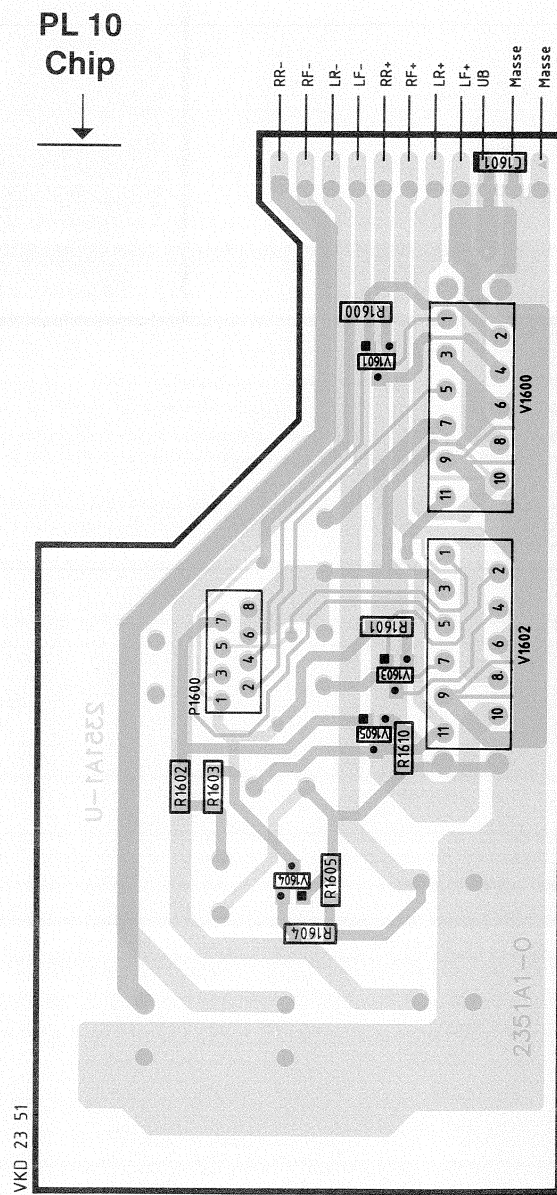 PL 10
Chip
RR-
RF-
LR-
LF-
RR+
RF+
LR+
LF+
UB
Masse
Masse
C1601
R1600
V1601
1
2
3
4
5
6
7
8
9
10
11
V1600
1
2
3
4
5
6
7
8
9
10
11
V1602
P1600
1
2
3
4
5
6
7
8
R1601
V1603
V1605
R1610
R1602
R1603
V1604
R1605
R1604
2351A1-U
2351A1-O
VKD 23 51